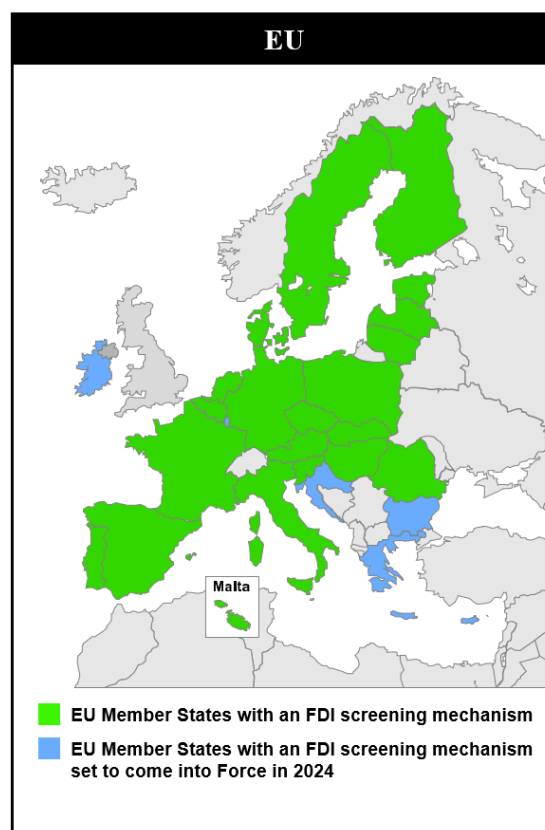 EU
Malta
EU Member States with an FDI screening mechanism
EU Member States with an FDI screening mechanism
set to come into Force in 2024